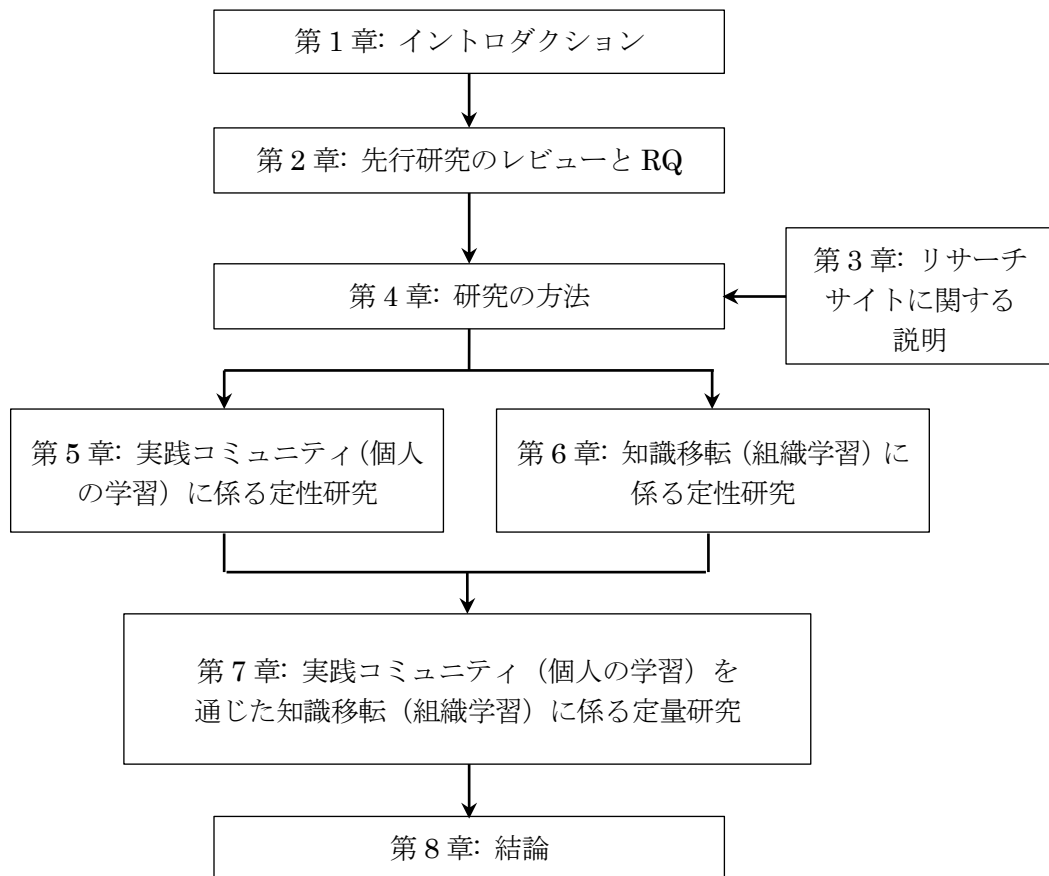 第1章: イントロダクション
第2章: 先行研究のレビューと RQ
第3章: リサーチ
サイトに関する
説明
第4章: 研究の方法
第5章: 実践コミュニティ(個人
の学習）に係る定性研究
第6章: 知識移転（組織学習）に
係る定性研究
第7章: 実践コミュニティ（個人の学習）を
通じた知識移転（組織学習）に係る定量研究
第8章: 結論